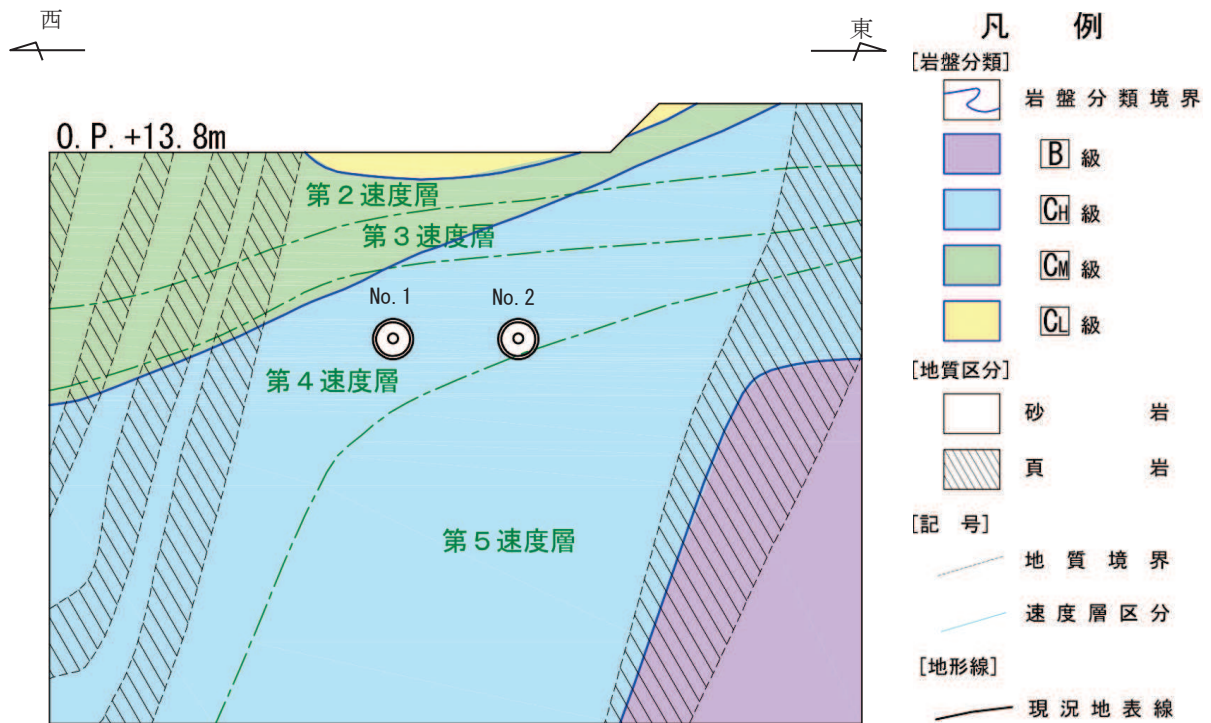 西
東
O.P.+13.8m
第2速度層
第3速度層
No.1
No.2
第4速度層
第5速度層
凡 例
[岩盤分類]
岩盤分類境界
B 級
CH 級
CM 級
CL 級
[地質区分]
砂 岩
頁 岩
[記 号]
地質境界
速度層区分
[地形線]
現況地表線